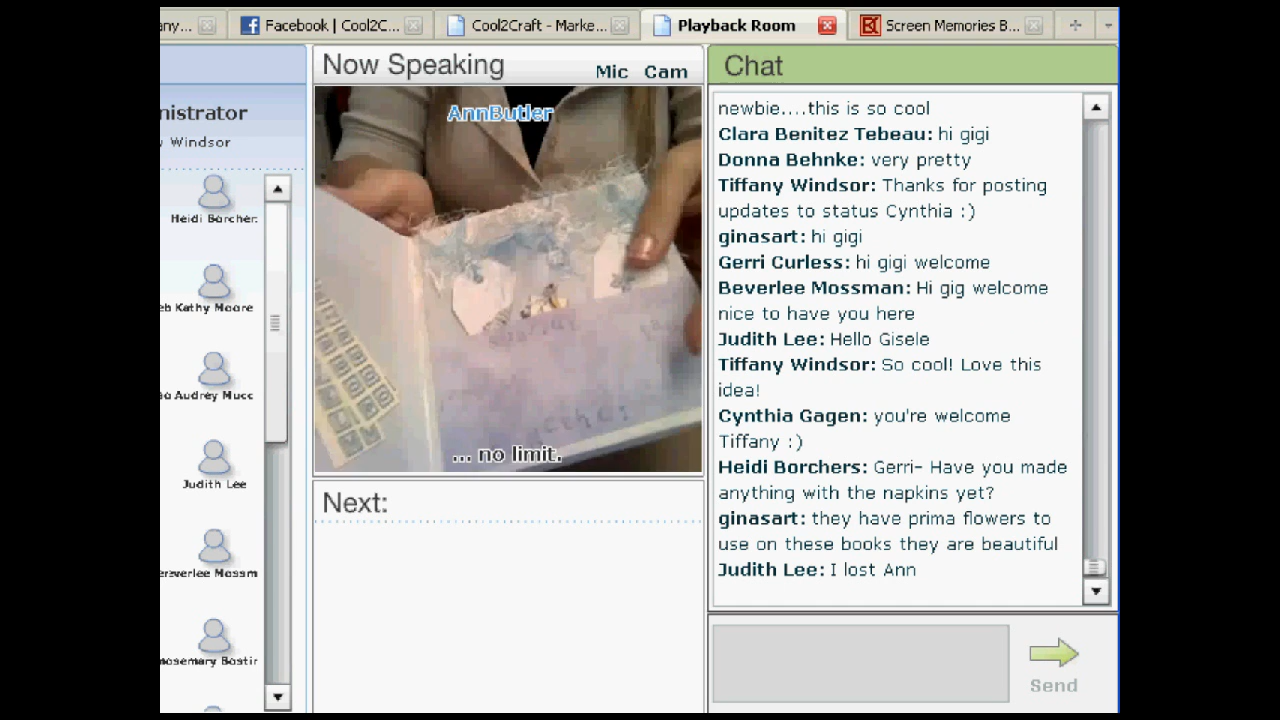 ny...
Facebook | Cool2C...
Cool2Craft - Marke...
Playback Room
Screen Memories B...
nistrator
Windsor
Heidi Borcher
Kathy Moore
Audrey Mucc
Judith Lee
everlee Mossm
rosemary Bastir
Now Speaking
Mic Cam
AnnButler
... no limit.
Next:
Chat
newbie....this is so cool
Clara Benitez Tebeau: hi gigi
Donna Behnke: very pretty
Tiffany Windsor: Thanks for posting
updates to status Cynthia :)
ginasart: hi gigi
Gerri Curless: hi gigi welcome
Beverlee Mossman: Hi gig welcome
nice to have you here
Judith Lee: Hello Gisele
Tiffany Windsor: So cool! Love this
idea!
Cynthia Gagen: you're welcome
Tiffany :)
Heidi Borchers: Gerri- Have you made
anything with the napkins yet?
ginasart: they have prima flowers to
use on these books they are beautiful
Judith Lee: I lost Ann
Send